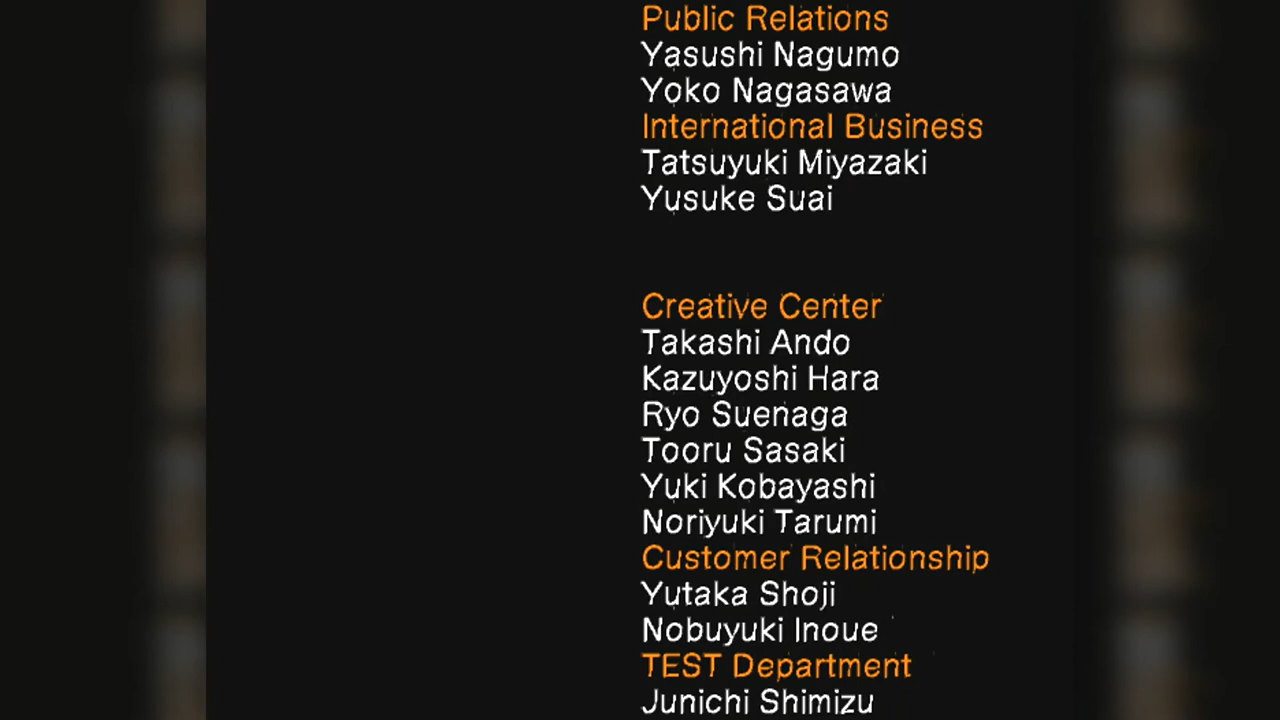 Public Relations
Yasushi Nagumo
Yoko Nagasawa
International Business
Tatsuyuki Miyazaki
Yusuke Suai
Creative Center
Takashi Ando
Kazuyoshi Hara
Ryo Suenaga
Tooru Sasaki
Yuki Kobayashi
Noriyuki Tarumi
Customer Relationship
Yutaka Shoji
Nobuyuki Inoue
TEST Department
Junichi Shimizu